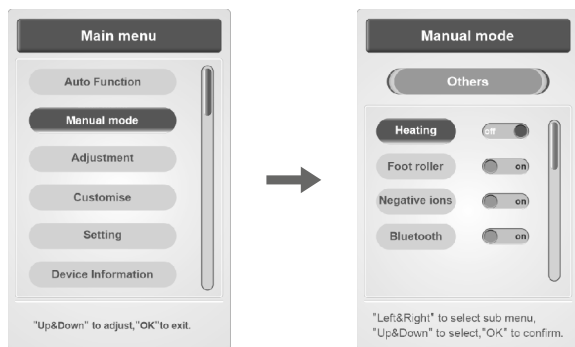 Main menu
Auto Function
Manual mode
Adjustment
Customise
Setting
Device Information
"Up&Down" to adjust,"OK"to exit.
Manual mode
Others
Heating off
Foot roller on
Negative ions on
Bluetooth on
"Left&Right" to select sub menu,
"Up&Down" to select,"OK" to confirm.